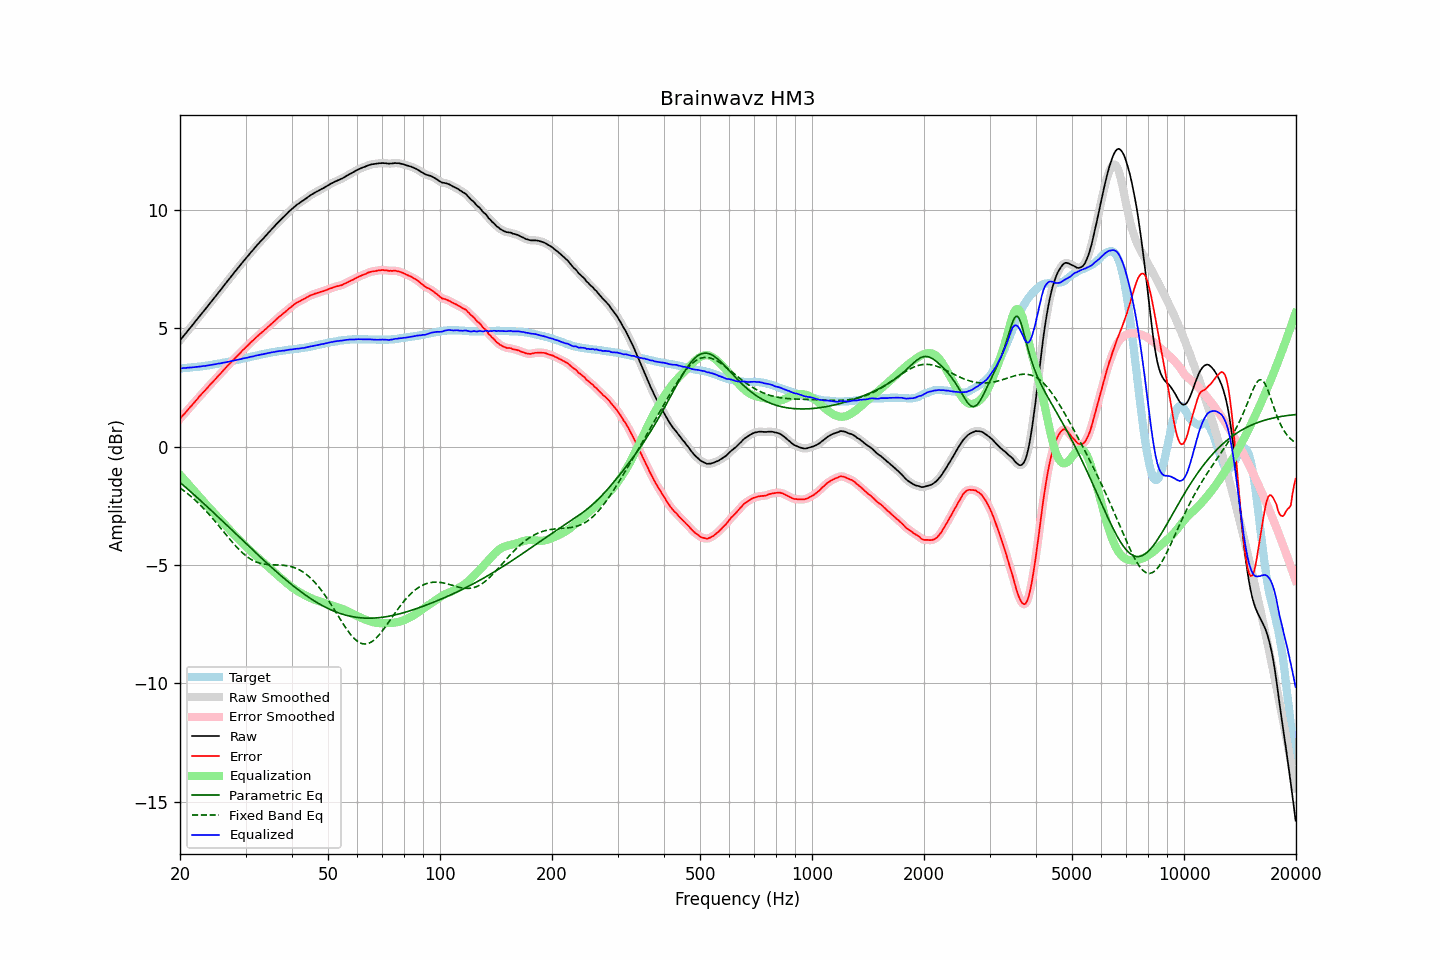 Brainwavz HM3
Amplitude (dBr)
10
5
0
−5
−10
−15
Target
Raw Smoothed
Error Smoothed
Raw
Error
Equalization
Parametric Eq
Fixed Band Eq
Equalized
20 50 100 200 500 1000 2000 5000 10000 20000
Frequency (Hz)